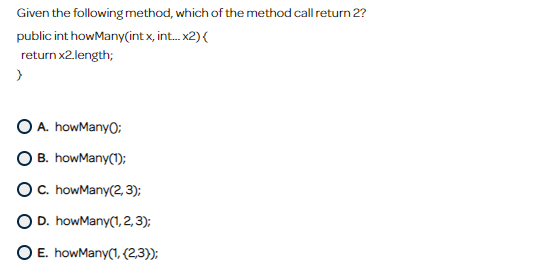 Given the following method, which of the method call return 2?
public int howMany(int x, int... x2) {
return x2.length;
}
A. howMany();
B. howMany(1);
C. howMany(2, 3);
D. howMany(1, 2, 3);
E. howMany(1, {2,3});